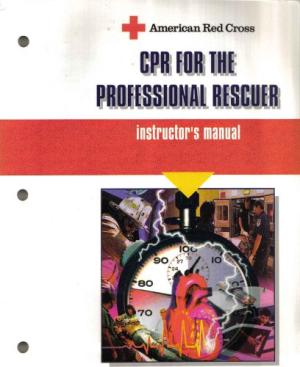 American Red Cross
CPR FOR THE
PROFESSIONAL RESCUER
instructor's manual
100
90
10
80
70